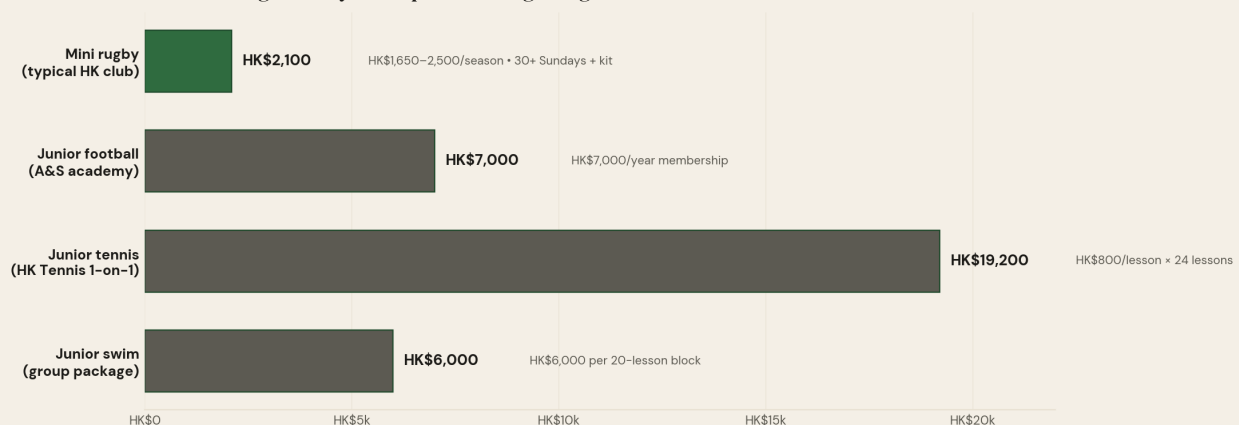 Mini rugby
(typical HK club)
HK$2,100
HK$1,650–2,500/season • 30+ Sundays + kit
Junior football
(A&S academy)
HK$7,000
HK$7,000/year membership
Junior tennis
(HK Tennis 1-on-1)
HK$19,200
HK$800/lesson × 24 lessons
Junior swim
(group package)
HK$6,000
HK$6,000 per 20-lesson block
HK$0
HK$5k
HK$10k
HK$15k
HK$20k